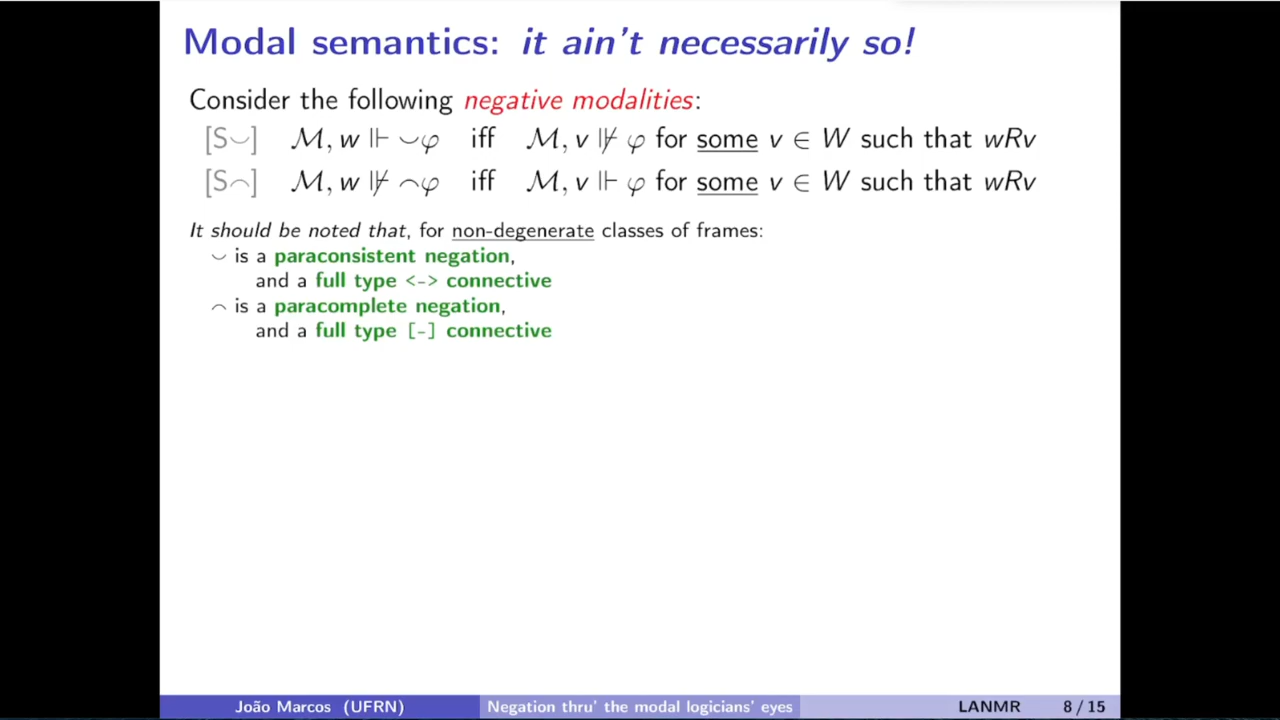 Modal semantics: it ain't necessarily so!
Consider the following negative modalities:
[S⌣] ℳ, w ⊩ ⌣φ iff ℳ, v ⊮ φ for some v ∈ W such that wRv
[S⌢] ℳ, w ⊮ ⌢φ iff ℳ, v ⊩ φ for some v ∈ W such that wRv
It should be noted that, for non-degenerate classes of frames:
⌣ is a paraconsistent negation,
and a full type <-> connective
⌢ is a paracomplete negation,
and a full type [-] connective
João Marcos (UFRN) Negation thru' the modal logicians' eyes LANMR 8 / 15